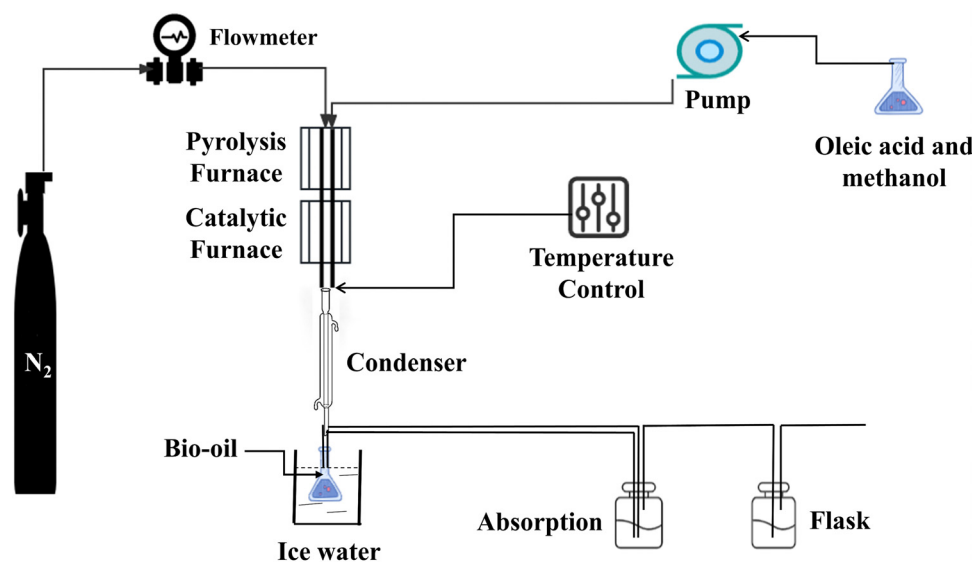 Flowmeter
Pump
Oleic acid and
methanol
Pyrolysis
Furnace
Catalytic
Furnace
Temperature
Control
N₂
Condenser
Bio-oil
Absorption
Flask
Ice water